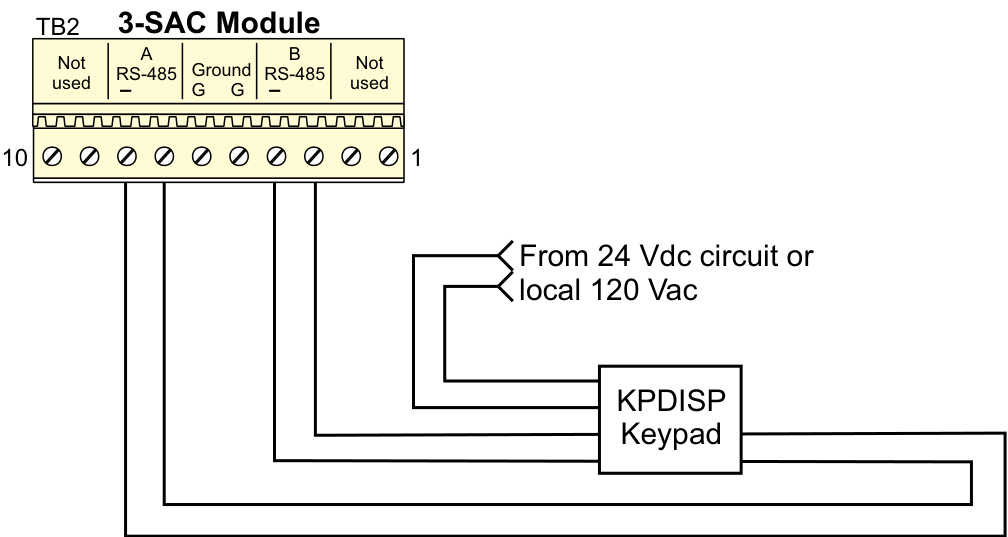 TB2 3-SAC Module
Not used
A RS-485 –
Ground G G
B RS-485 –
Not used
10
1
From 24 Vdc circuit or
local 120 Vac
KPDISP
Keypad